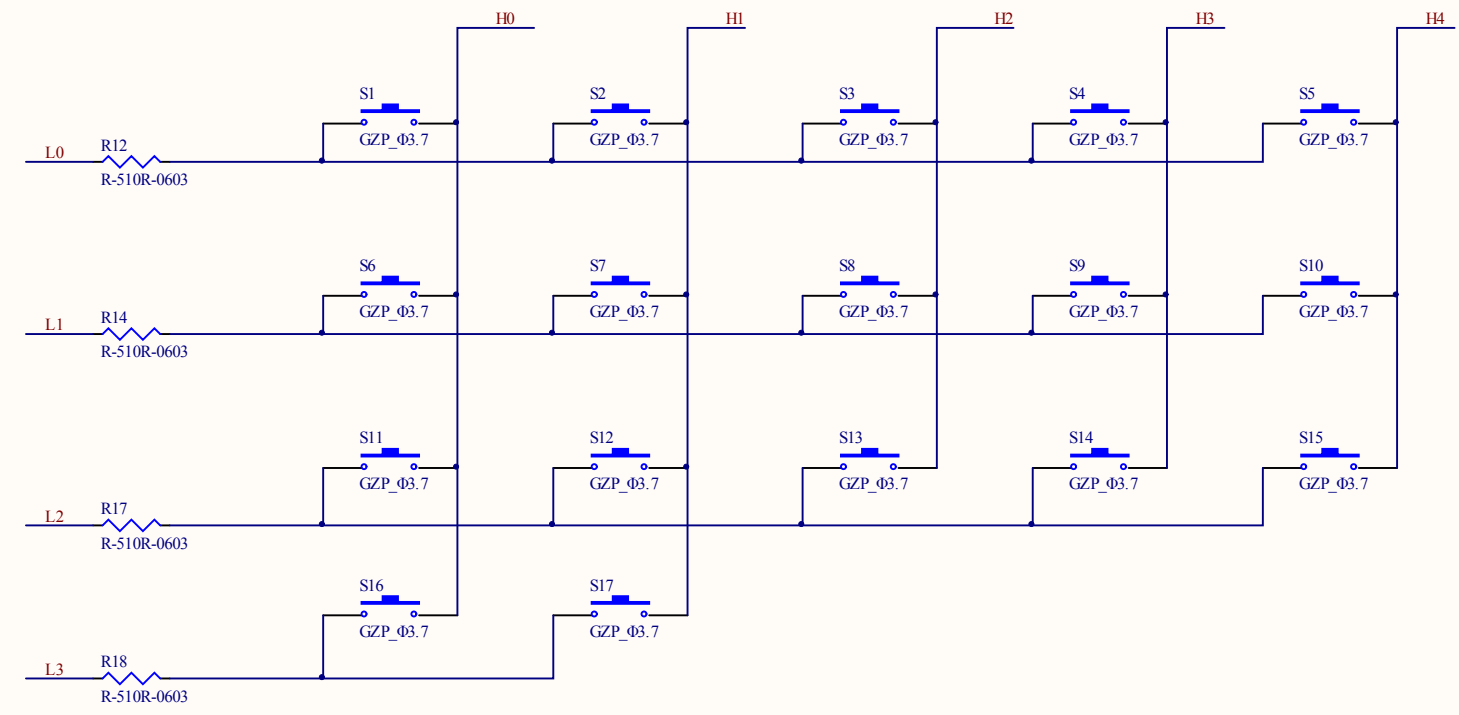 H0 H1 H2 H3 H4
S1 S2 S3 S4 S5
GZP_Φ3.7 GZP_Φ3.7 GZP_Φ3.7 GZP_Φ3.7 GZP_Φ3.7
L0 R12
R-510R-0603
S6 S7 S8 S9 S10
GZP_Φ3.7 GZP_Φ3.7 GZP_Φ3.7 GZP_Φ3.7 GZP_Φ3.7
L1 R14
R-510R-0603
S11 S12 S13 S14 S15
GZP_Φ3.7 GZP_Φ3.7 GZP_Φ3.7 GZP_Φ3.7 GZP_Φ3.7
L2 R17
R-510R-0603
S16 S17
GZP_Φ3.7 GZP_Φ3.7
L3 R18
R-510R-0603